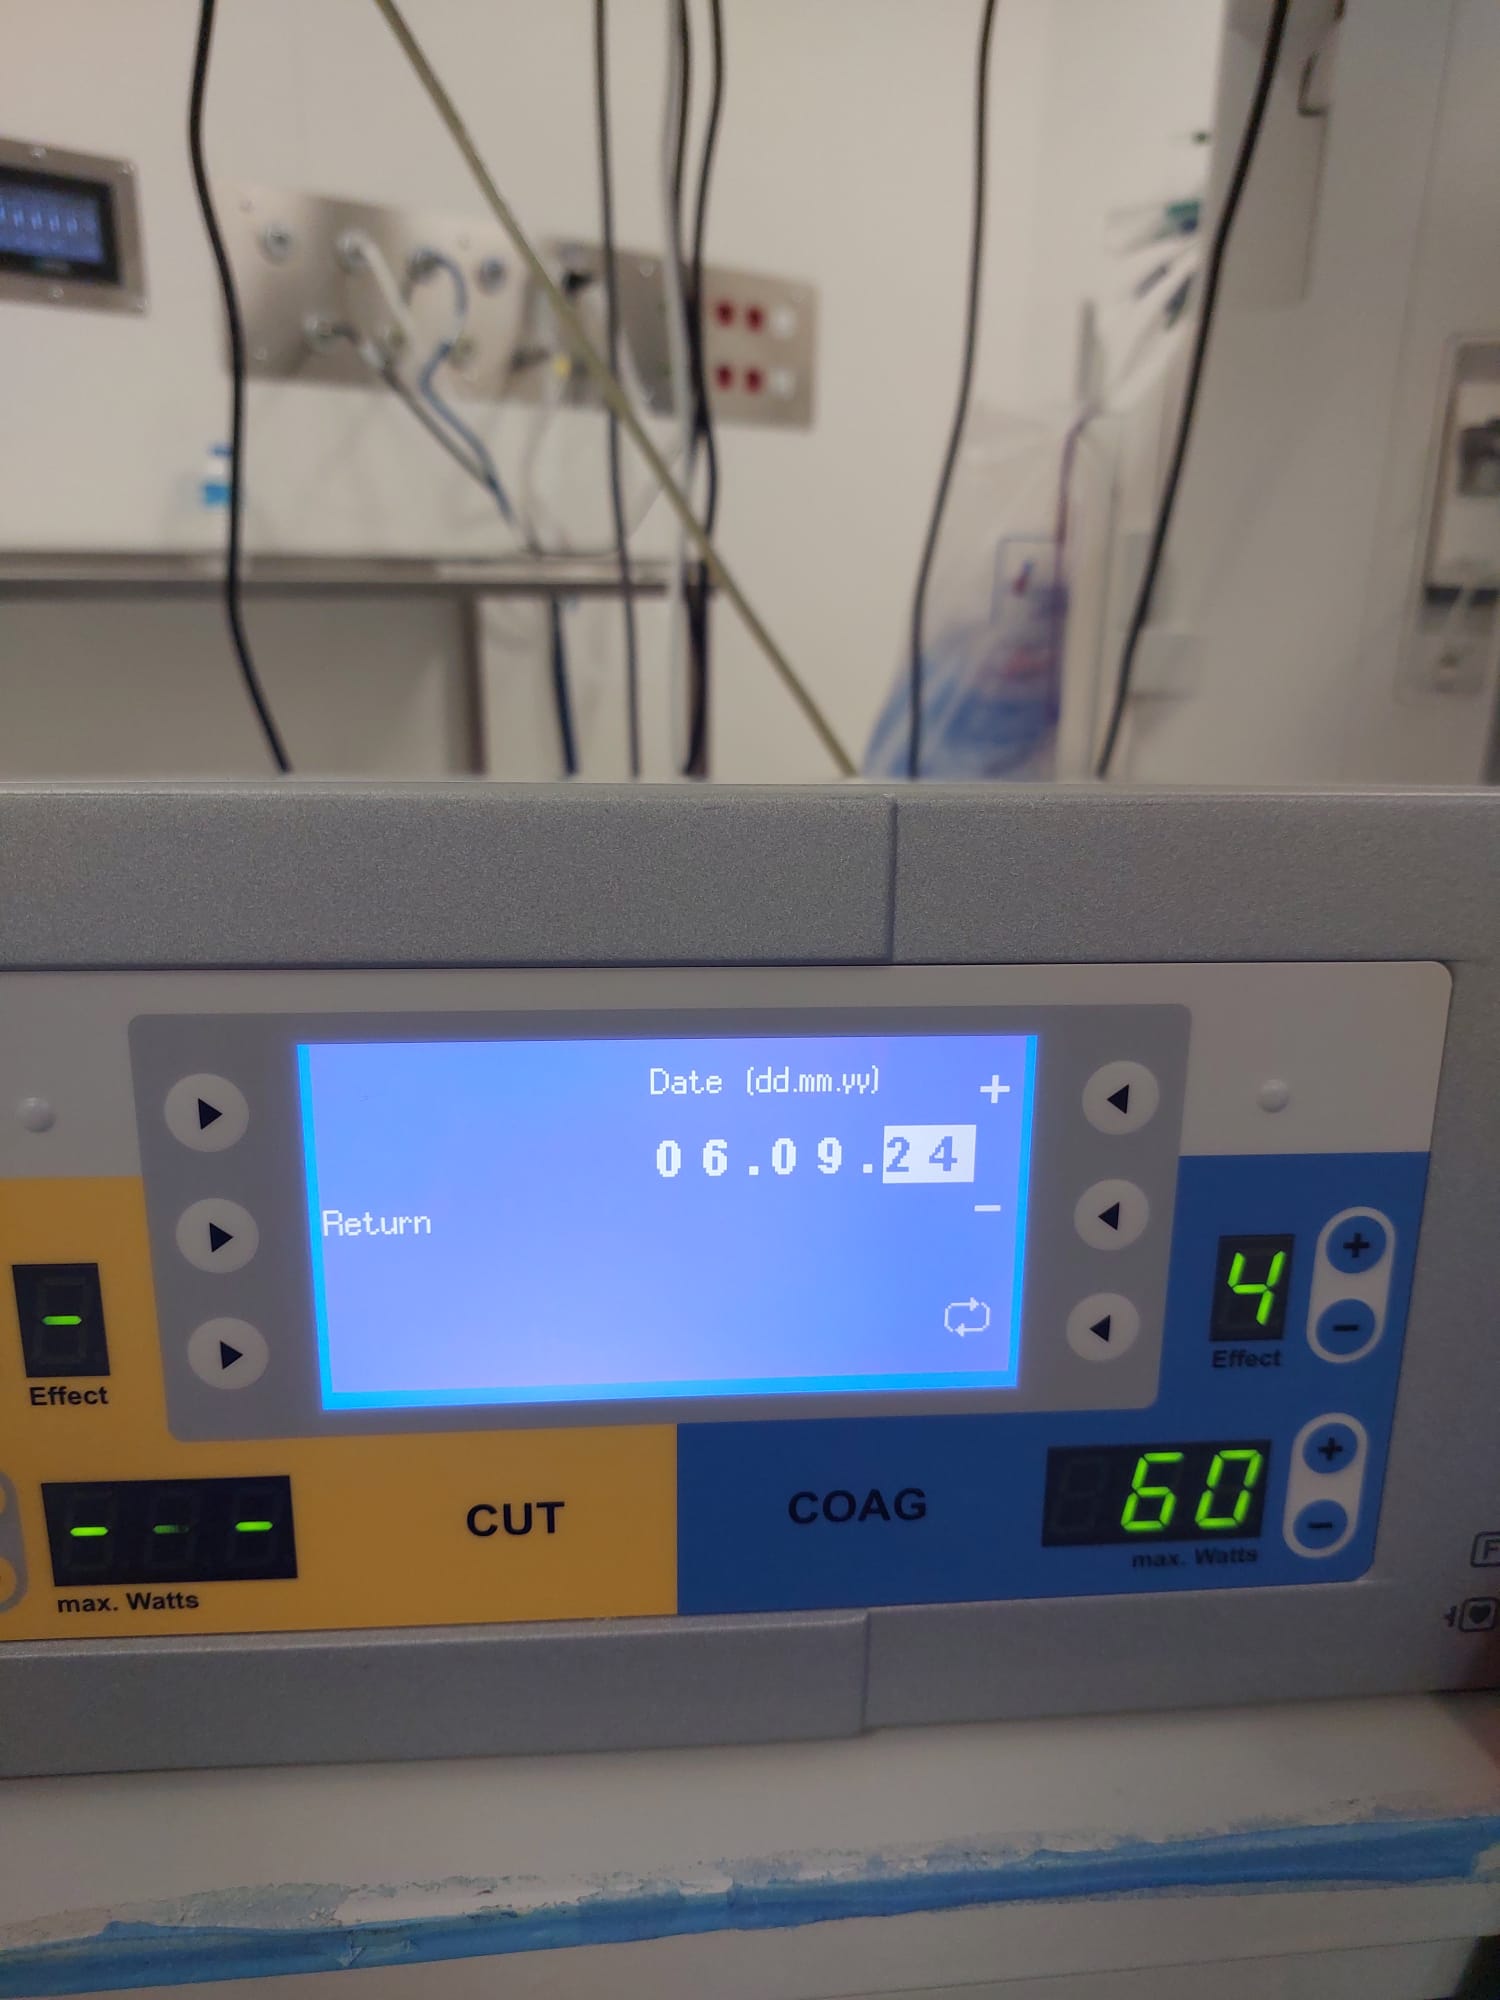 Date (dd.mm.yy)
+
06.09.24
−
Return
-
Effect
4
+
−
Effect
---
max. Watts
CUT
COAG
60
+
−
max. Watts
F